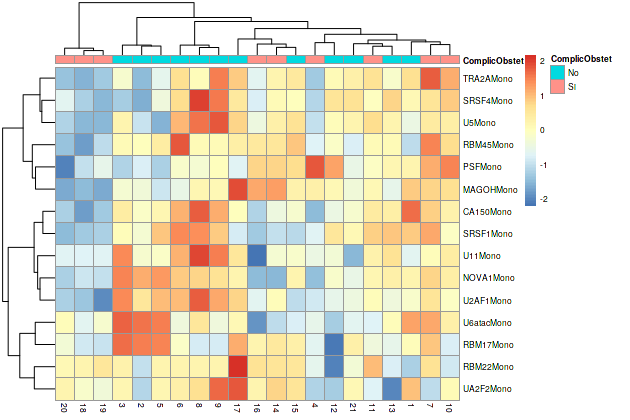 ComplicObstet
TRA2AMono
SRSF4Mono
U5Mono
RBM45Mono
PSFMono
MAGOHMono
CA150Mono
SRSF1Mono
U11Mono
NOVA1Mono
U2AF1Mono
U6atacMono
RBM17Mono
RBM22Mono
UA2F2Mono
20 18 19 3 2 5 6 8 9 17 16 14 15 4 12 21 11 13 1 7 10
2
1
0
-1
-2
ComplicObstet
No
Si